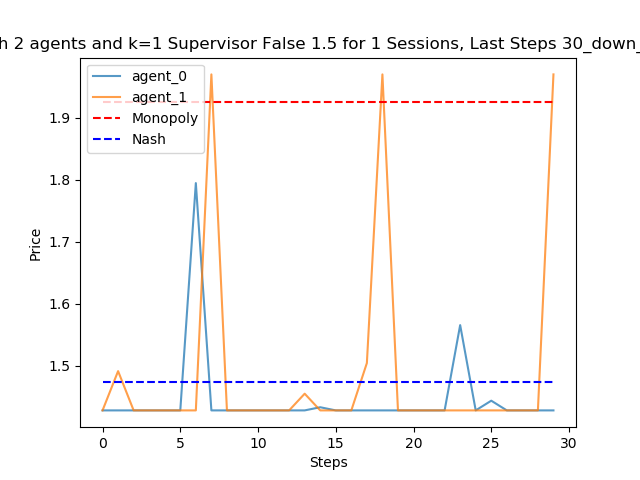 h 2 agents and k=1 Supervisor False 1.5 for 1 Sessions, Last Steps 30_down_
agent_0
agent_1
Monopoly
Nash
1.9
1.8
1.7
1.6
1.5
Price
0 5 10 15 20 25 30
Steps